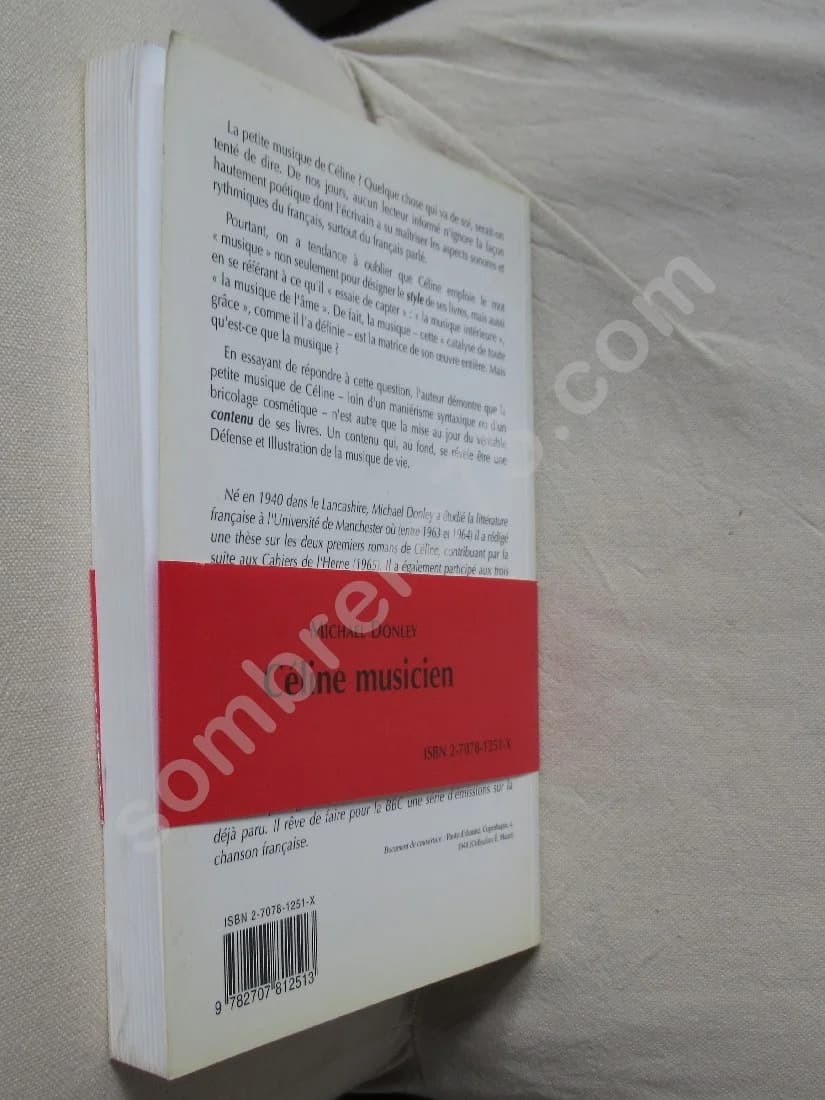 La petite musique de Céline ? Quelque chose qui va de soi, serait-on
tenté de dire. De nos jours, aucun lecteur informé n'ignore la façon
hautement poétique dont l'écrivain a su maîtriser les aspects sonores et
rythmiques du français, surtout du français parlé.
Pourtant, on a tendance à oublier que Céline emploie le mot
« musique » non seulement pour désigner le style de ses livres, mais aussi
en se référant à ce qu'il « essaie de capter » : « la musique intérieure »,
« la musique de l'âme ». De fait, la musique – cette « catalyse de toute
grâce », comme il l'a définie – est la matrice de son œuvre entière. Mais
qu'est-ce que la musique ?
En essayant de répondre à cette question, l'auteur démontre que la
petite musique de Céline – loin d'un maniérisme syntaxique ou d'un
bricolage cosmétique – n'est autre que la mise au jour du véritable
contenu de ses livres. Un contenu qui, au fond, se révèle être une
Défense et Illustration de la musique de vie.
Né en 1940 dans le Lancashire, Michael Donley a étudié la littérature
française à l'Université de Manchester où (entre 1963 et 1964) il a rédigé
une thèse sur les deux premiers romans de Céline, contribuant par la
suite aux Cahiers de l'Herne (1965). Il a également participé aux trois
MICHAEL DONLEY
Céline musicien
ISBN 2-7078-1251-X
déjà paru. Il rêve de faire pour la BBC une série d'émissions sur la
chanson française.
Document de couverture : Photo d'identité, Copenhague, c.
1948 (Collection É. Mazet)
ISBN 2-7078-1251-X
9 782707 812513